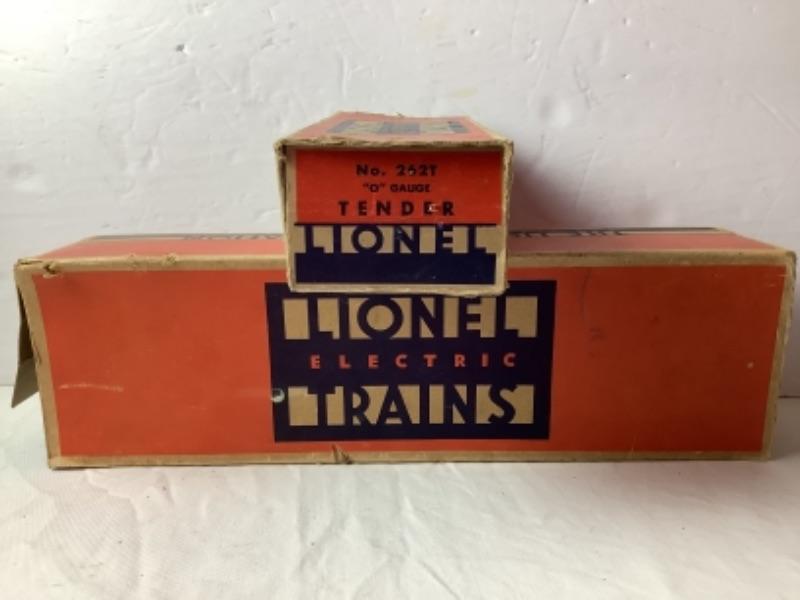 No. 262T
"O" GAUGE
TENDER
LIONEL
LIONEL
ELECTRIC
TRAINS